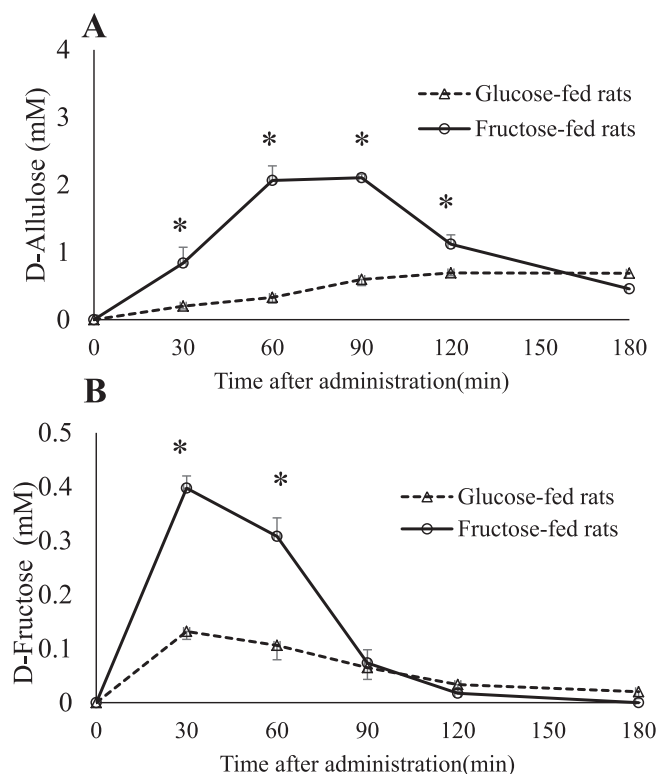 A
4
3
2
1
0
D-Allulose (mM)
Glucose-fed rats
Fructose-fed rats
*
*
*
*
0 30 60 90 120 150 180
Time after administration(min)
B
0.5
0.4
0.3
0.2
0.1
0
D-Fructose (mM)
Glucose-fed rats
Fructose-fed rats
*
*
0 30 60 90 120 150 180
Time after administration(min)